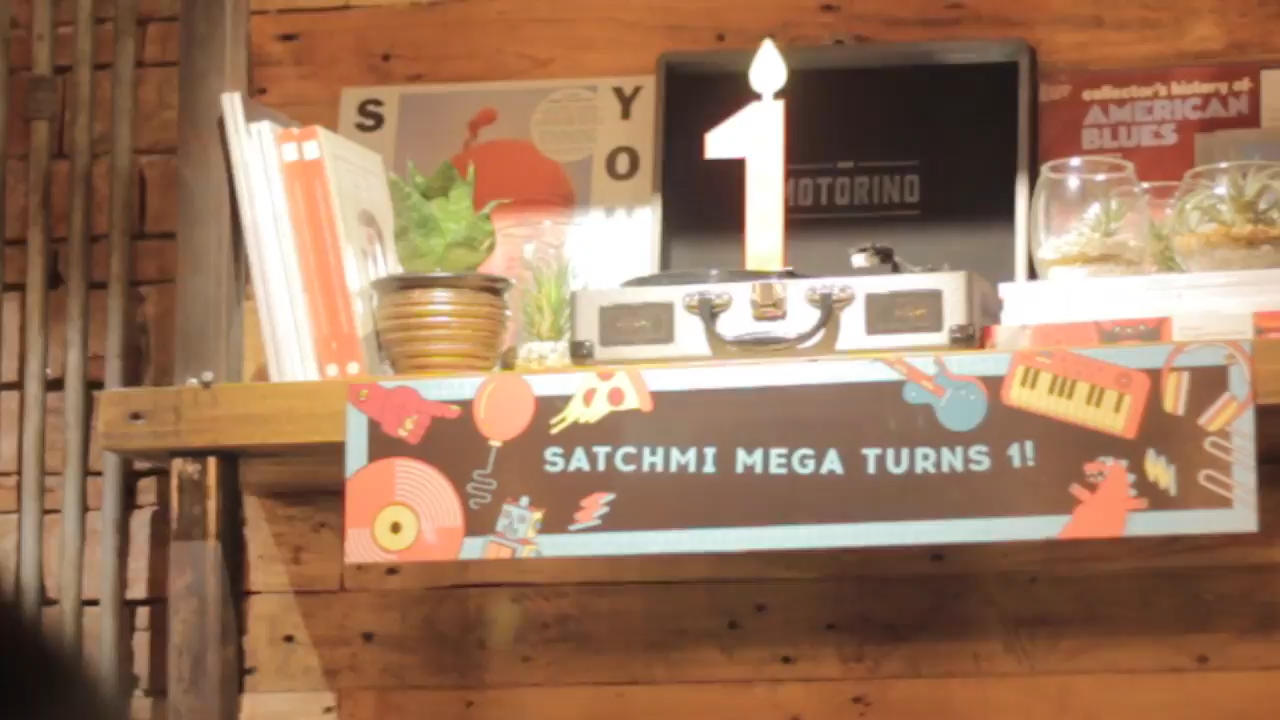 S
Y
O
1
MOTORINO
collector's history of
AMERICAN
BLUES
SATCHMI MEGA TURNS 1!